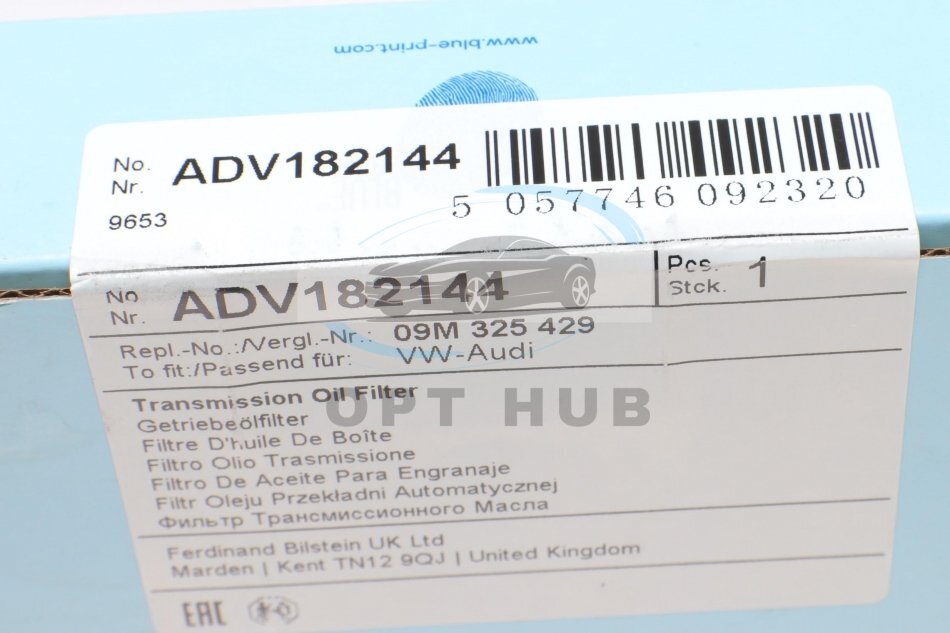 www.blue-print.com
No. ADV182144
Nr.
9653
5 057746 092320
No ADV182144
Nr.
Pcs. 1
Stck.
Repl.-No.:/Vergl.-Nr.: 09M 325 429
To fit:/Passend für: VW-Audi
OPT HUB
Transmission Oil Filter
Getriebeölfilter
Filtre D'huile De Boîte
Filtro Olio Trasmissione
Filtro De Aceite Para Engranaje
Filtr Oleju Przekładni Automatycznej
Фильтр Трансмиссионного Масла
Ferdinand Bilstein UK Ltd
Marden | Kent TN12 9QJ | United Kingdom
EAC